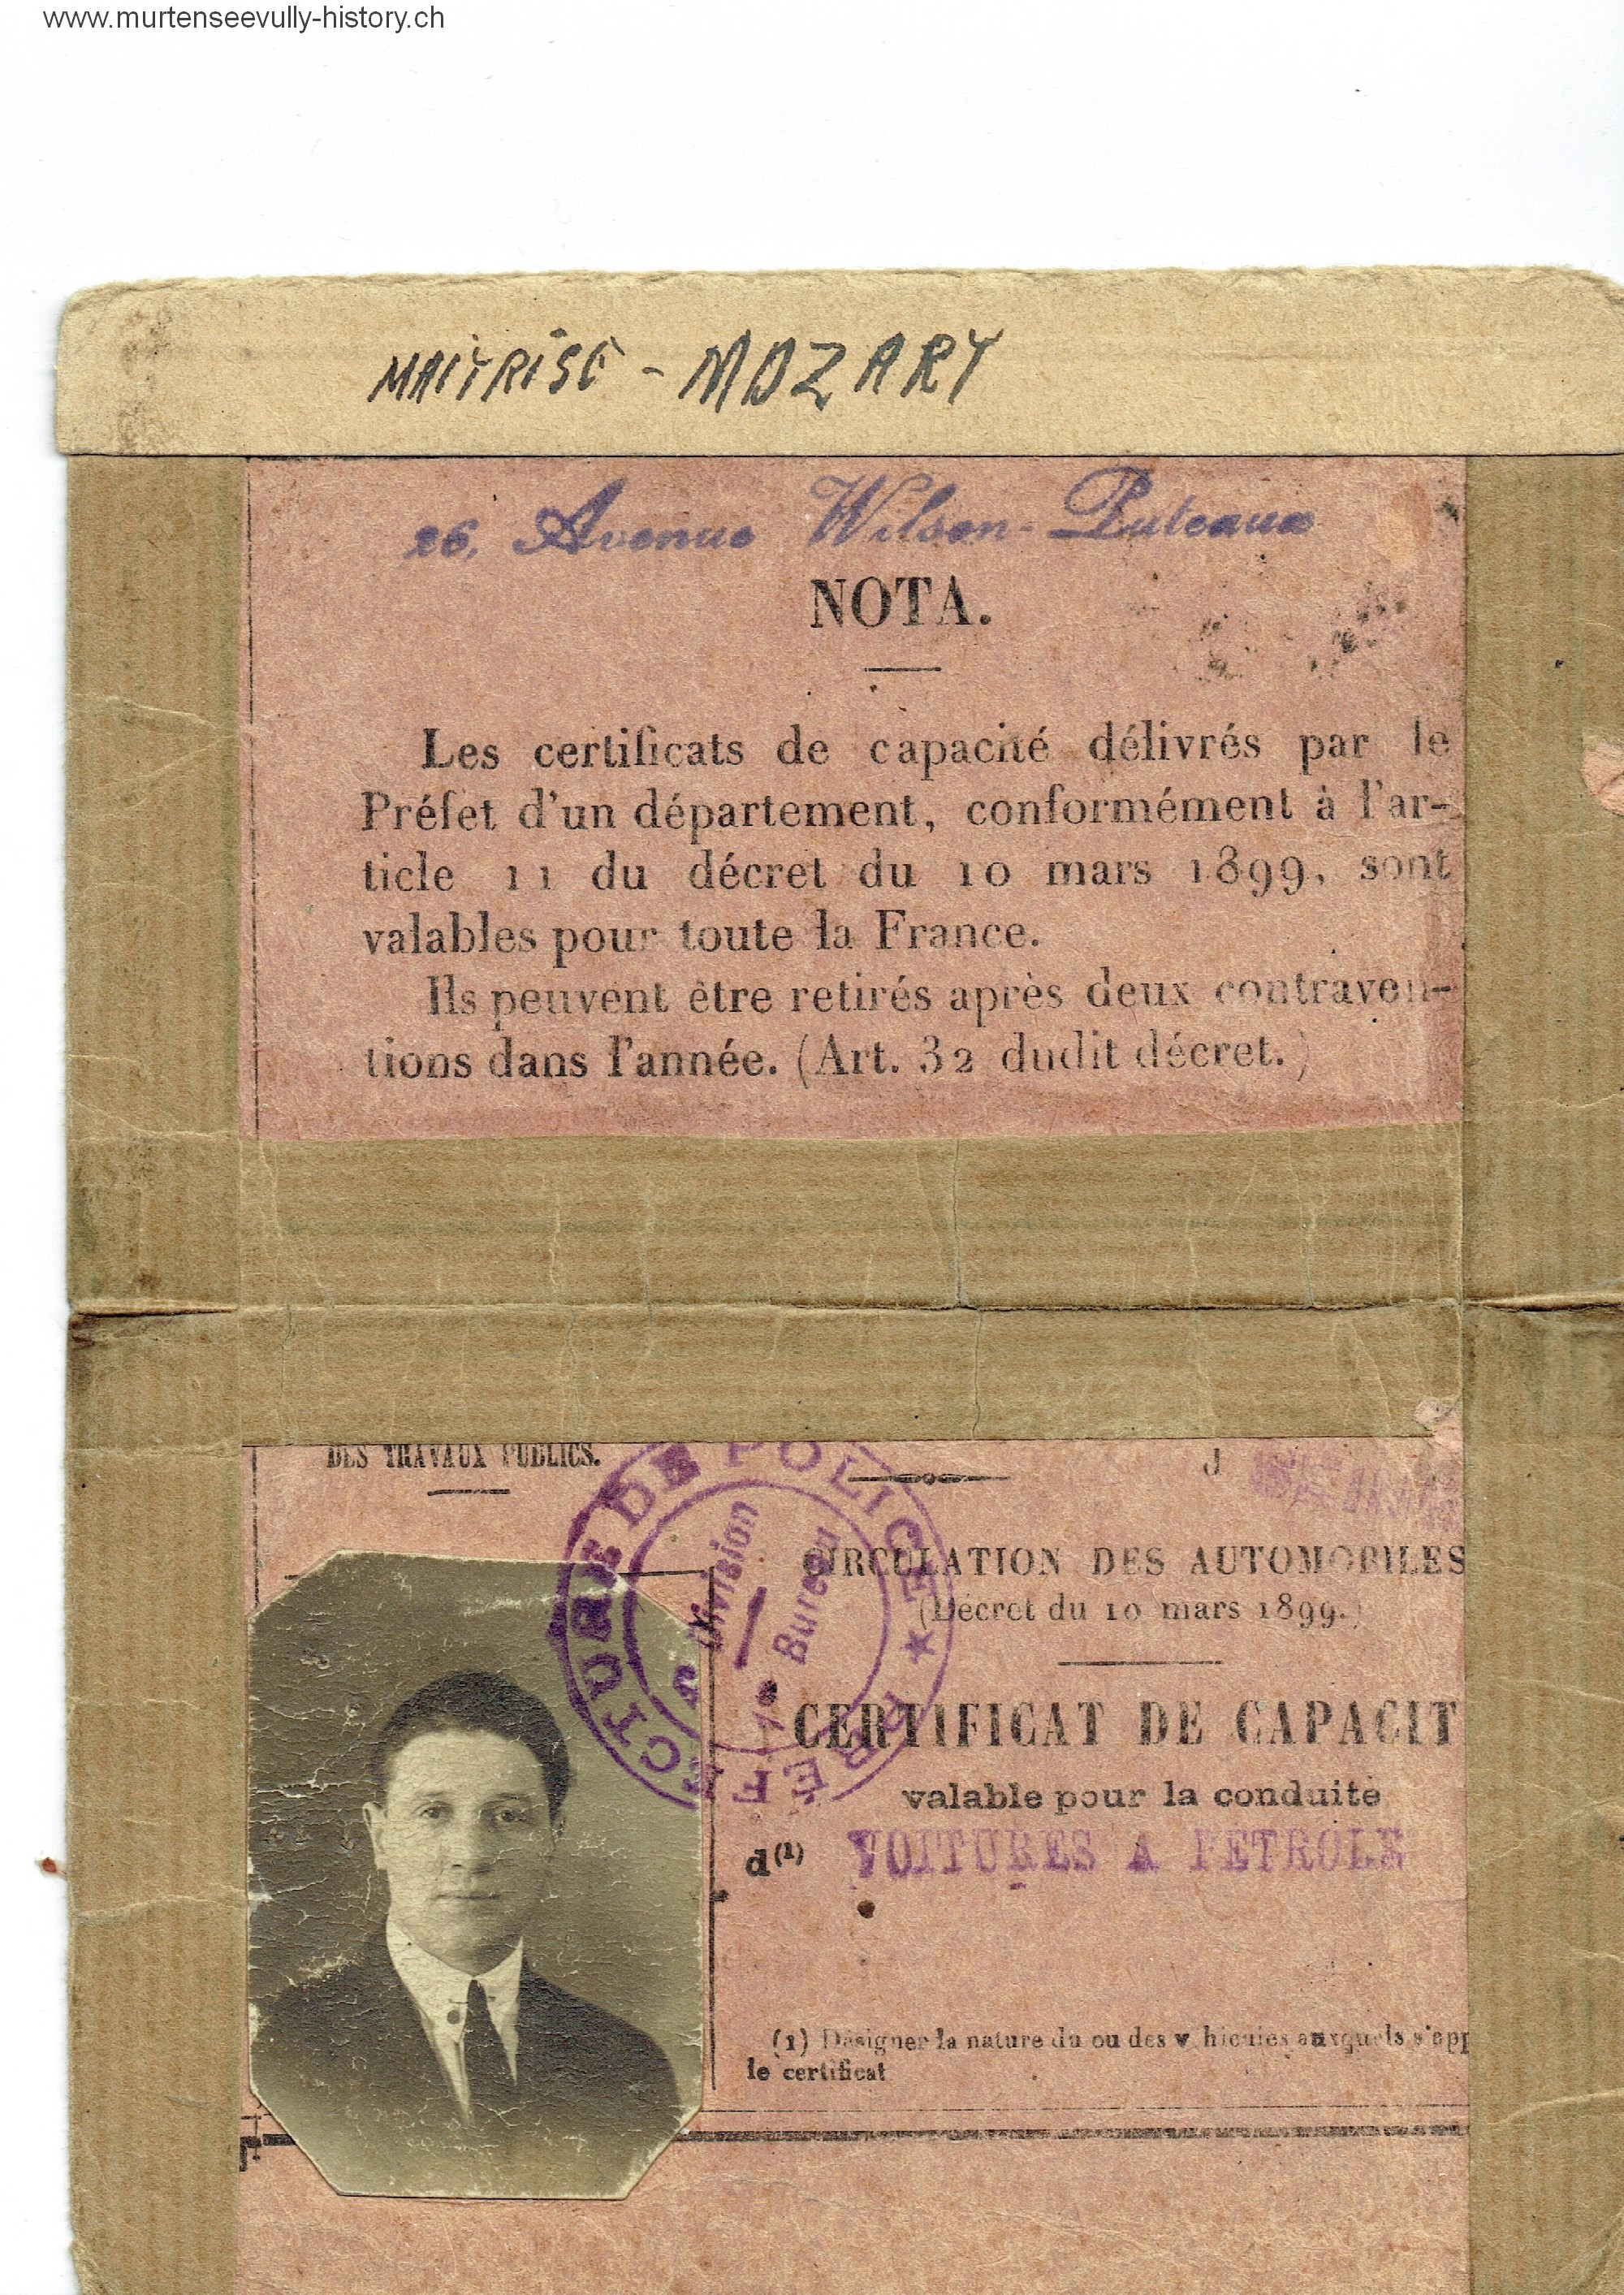 www.murtenseevully-history.ch
MAITRISE - MOZART
26, Avenue Wilson - Puteaux
NOTA.
Les certificats de capacité délivrés par le
Préfet d'un département, conformément à l'ar-
ticle 11 du décret du 10 mars 1899, sont
valables pour toute la France.
Ils peuvent être retirés après deux contraven-
tions dans l'année. (Art. 32 dudit décret.)
DES TRAVAUX PUBLICS.
J
PRÉFECTURE DE POLICE ★
2e Division
1er Bureau
CIRCULATION DES AUTOMOBILES
(Décret du 10 mars 1899.)
CERTIFICAT DE CAPACIT
valable pour la conduite
d(1) VOITURES A PETROLE
(1) Désigner la nature du ou des véhicules auxquels s'app
le certificat